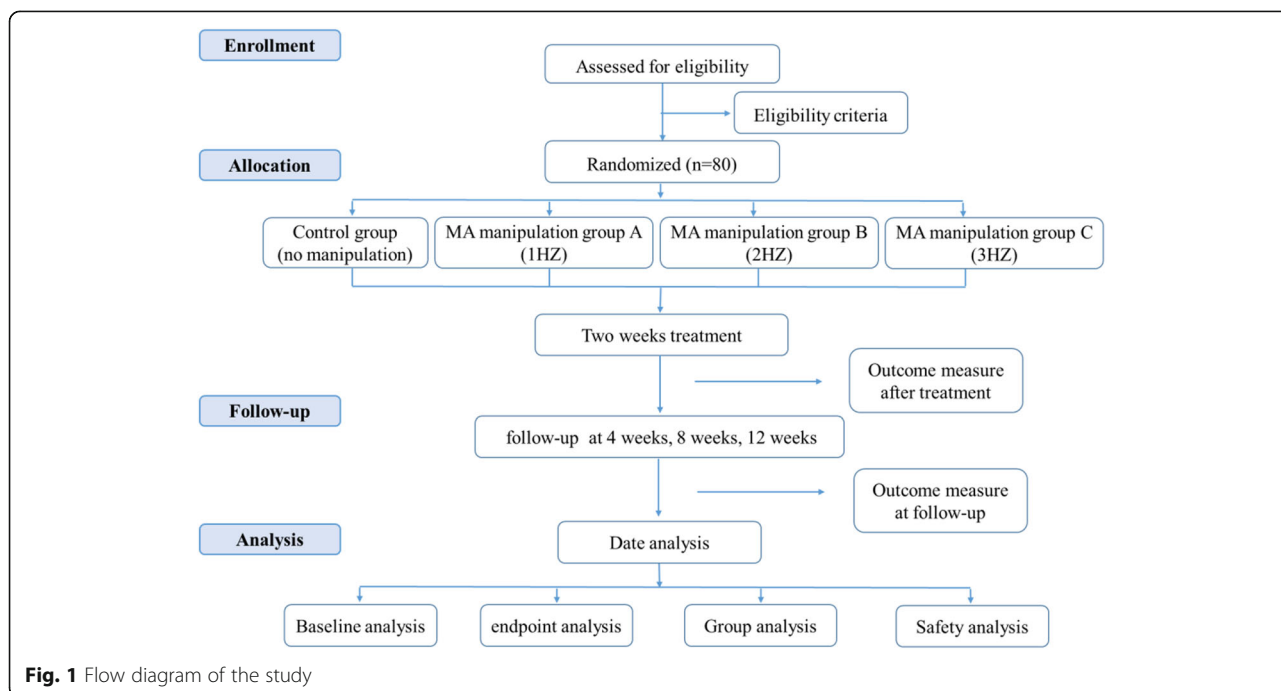 Enrollment
Assessed for eligibility
Eligibility criteria
Allocation
Randomized (n=80)
Control group
(no manipulation)
MA manipulation group A
(1HZ)
MA manipulation group B
(2HZ)
MA manipulation group C
(3HZ)
Two weeks treatment
Outcome measure
after treatment
Follow-up
follow-up at 4 weeks, 8 weeks, 12 weeks
Outcome measure
at follow-up
Analysis
Date analysis
Baseline analysis
endpoint analysis
Group analysis
Safety analysis
Fig. 1 Flow diagram of the study